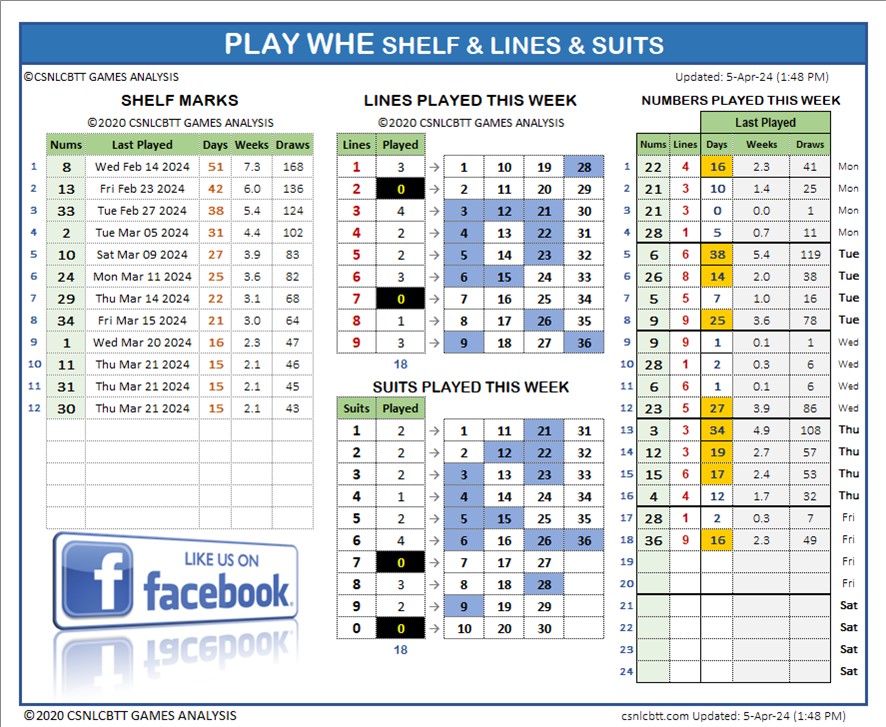 PLAY WHE SHELF & LINES & SUITS
©CSNLCBTT GAMES ANALYSIS
Updated: 5-Apr-24 (1:48 PM)
SHELF MARKS
©2020 CSNLCBTT GAMES ANALYSIS
Nums Last Played Days Weeks Draws
1 8 Wed Feb 14 2024 51 7.3 168
2 13 Fri Feb 23 2024 42 6.0 136
3 33 Tue Feb 27 2024 38 5.4 124
4 2 Tue Mar 05 2024 31 4.4 102
5 10 Sat Mar 09 2024 27 3.9 83
6 24 Mon Mar 11 2024 25 3.6 82
7 29 Thu Mar 14 2024 22 3.1 68
8 34 Fri Mar 15 2024 21 3.0 64
9 1 Wed Mar 20 2024 16 2.3 47
10 11 Thu Mar 21 2024 15 2.1 46
11 31 Thu Mar 21 2024 15 2.1 45
12 30 Thu Mar 21 2024 15 2.1 43
LIKE US ON
f facebook.
LINES PLAYED THIS WEEK
©2020 CSNLCBTT GAMES ANALYSIS
Lines Played
1 3 → 1 10 19 28
2 0 → 2 11 20 29
3 4 → 3 12 21 30
4 2 → 4 13 22 31
5 2 → 5 14 23 32
6 3 → 6 15 24 33
7 0 → 7 16 25 34
8 1 → 8 17 26 35
9 3 → 9 18 27 36
18
SUITS PLAYED THIS WEEK
Suits Played
1 2 → 1 11 21 31
2 2 → 2 12 22 32
3 2 → 3 13 23 33
4 1 → 4 14 24 34
5 2 → 5 15 25 35
6 4 → 6 16 26 36
7 0 → 7 17 27
8 3 → 8 18 28
9 2 → 9 19 29
0 0 → 10 20 30
18
NUMBERS PLAYED THIS WEEK
Last Played
Nums Lines Days Weeks Draws
1 22 4 16 2.3 41 Mon
2 21 3 10 1.4 25 Mon
3 21 3 0 0.0 1 Mon
4 28 1 5 0.7 11 Mon
5 6 6 38 5.4 119 Tue
6 26 8 14 2.0 38 Tue
7 5 5 7 1.0 16 Tue
8 9 9 25 3.6 78 Tue
9 9 9 1 0.1 1 Wed
10 28 1 2 0.3 6 Wed
11 6 6 1 0.1 6 Wed
12 23 5 27 3.9 86 Wed
13 3 3 34 4.9 108 Thu
14 12 3 19 2.7 57 Thu
15 15 6 17 2.4 53 Thu
16 4 4 12 1.7 32 Thu
17 28 1 2 0.3 7 Fri
18 36 9 16 2.3 49 Fri
19 Fri
20 Fri
21 Sat
22 Sat
23 Sat
24 Sat
©2020 CSNLCBTT GAMES ANALYSIS
csnlcbtt.com Updated: 5-Apr-24 (1:48 PM)